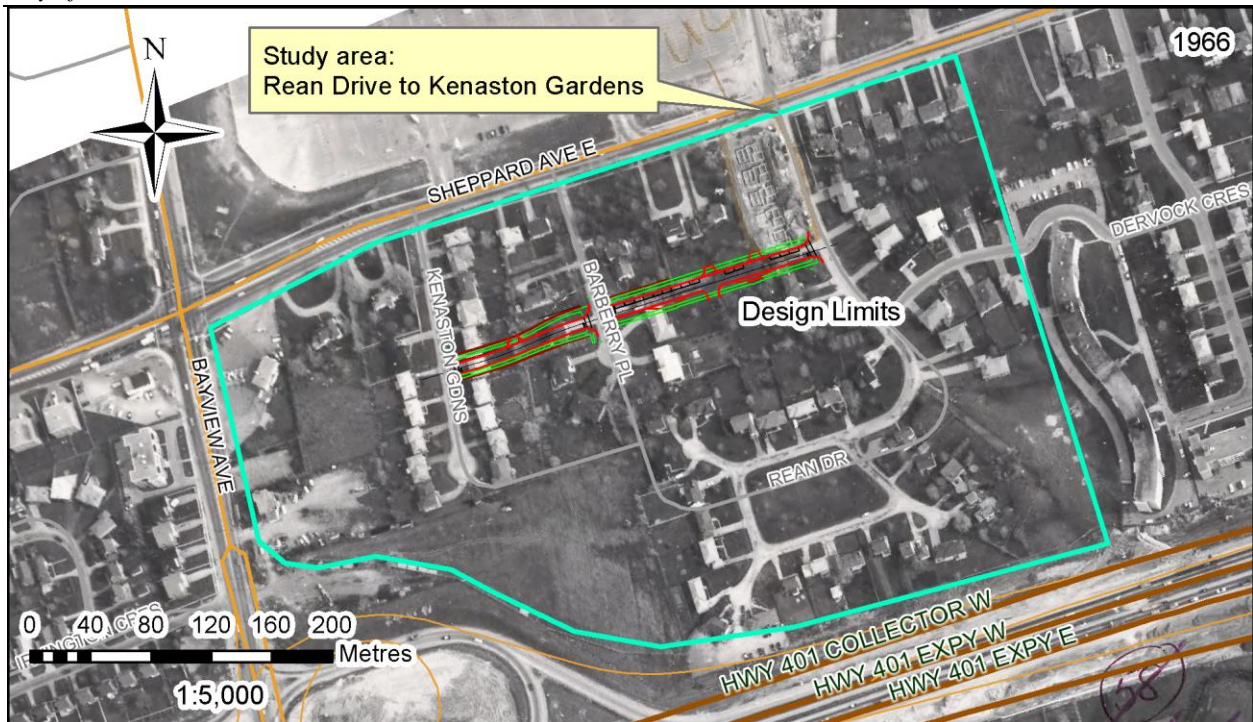 1966
N
Study area:
Rean Drive to Kenaston Gardens
SHEPPARD AVE E
DERVOCK CRES
KENASTON GDNS
BARBERRY PL
Design Limits
BAYVIEW AVE
REAN DR
0 40 80 120 160 200
Metres
CRES
1:5,000
HWY 401 COLLECTOR W
HWY 401 EXPY W
HWY 401 EXPY E
58